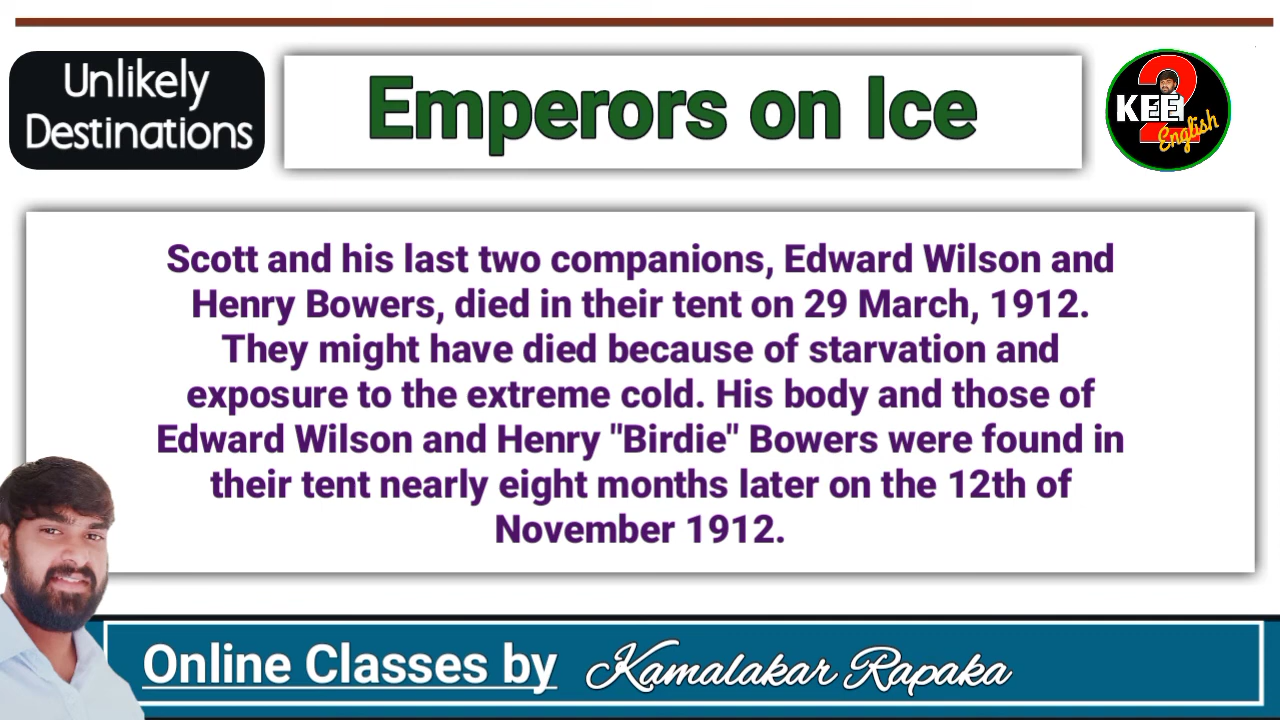 Unlikely
Destinations
Emperors on Ice
KEE
2
English
Scott and his last two companions, Edward Wilson and
Henry Bowers, died in their tent on 29 March, 1912.
They might have died because of starvation and
exposure to the extreme cold. His body and those of
Edward Wilson and Henry "Birdie" Bowers were found in
their tent nearly eight months later on the 12th of
November 1912.
Online Classes by Kamalakar Rapaka